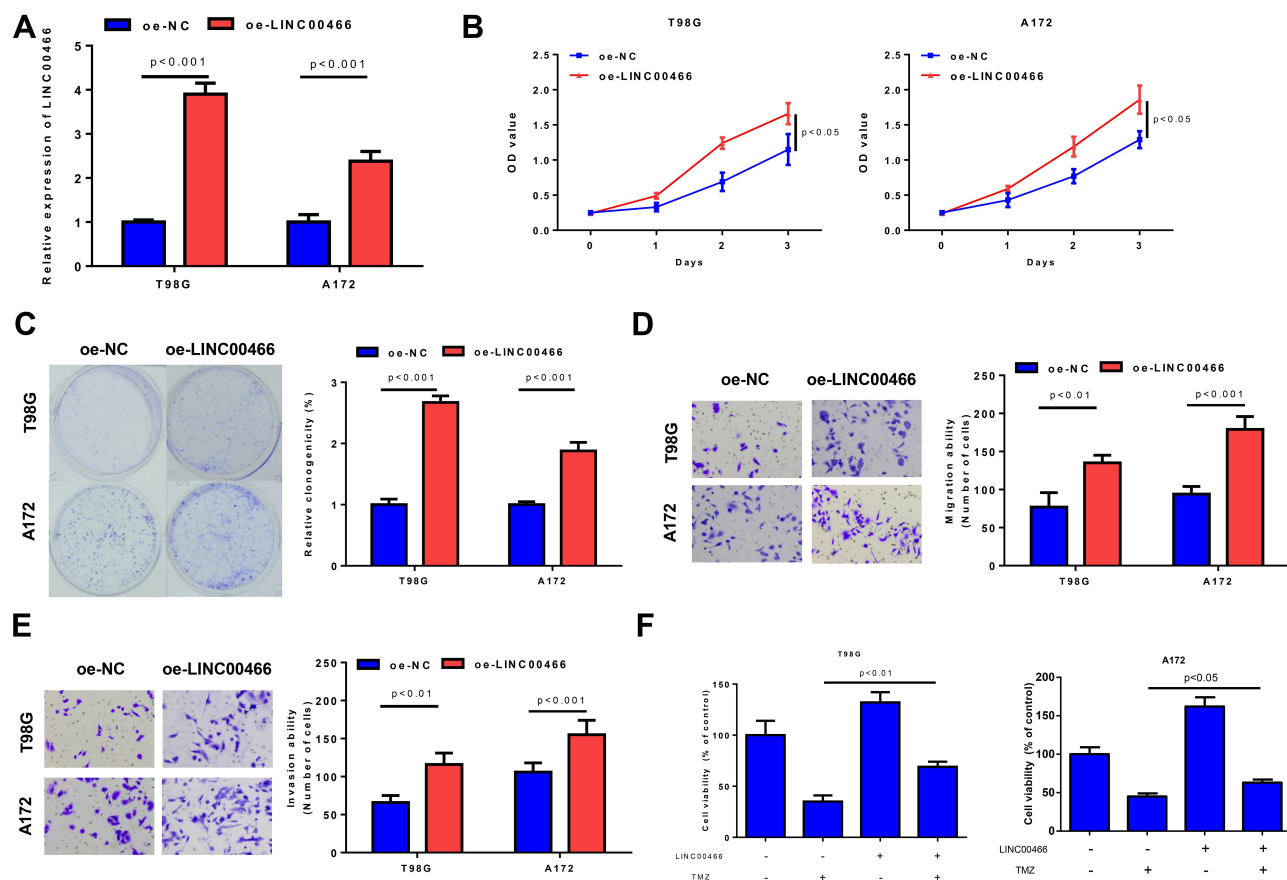 A
oe-NC oe-LINC00466
Relative expression of LINC00466
5
4
3
2
1
0
p<0.001
p<0.001
T98G A172
B
T98G
OD value
2.5
2.0
1.5
1.0
0.5
0.0
oe-NC
oe-LINC00466
p<0.05
0 1 2 3
Days
A172
OD value
2.5
2.0
1.5
1.0
0.5
0.0
oe-NC
oe-LINC00466
p<0.05
0 1 2 3
Days
C
oe-NC oe-LINC00466
T98G
A172
oe-NC oe-LINC00466
Relative clonogenicity (%)
3
2
1
0
p<0.001
p<0.001
T98G A172
D
oe-NC oe-LINC00466
T98G
A172
oe-NC oe-LINC00466
Migration ability
(Number of cells)
250
200
150
100
50
0
p<0.01
p<0.001
T98G A172
E
oe-NC oe-LINC00466
T98G
A172
oe-NC oe-LINC00466
Invasion ability
(Number of cells)
250
200
150
100
50
0
p<0.01
p<0.001
T98G A172
F
T98G
Cell viability (% of control)
150
100
50
0
p<0.01
LINC00466 - - + +
TMZ - + - +
A172
Cell viability (% of control)
200
150
100
50
0
p<0.05
LINC00466 - - + +
TMZ - + - +